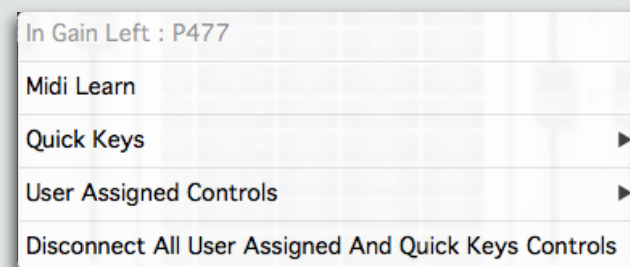 In Gain Left : P477
Midi Learn
Quick Keys
User Assigned Controls
Disconnect All User Assigned And Quick Keys Controls